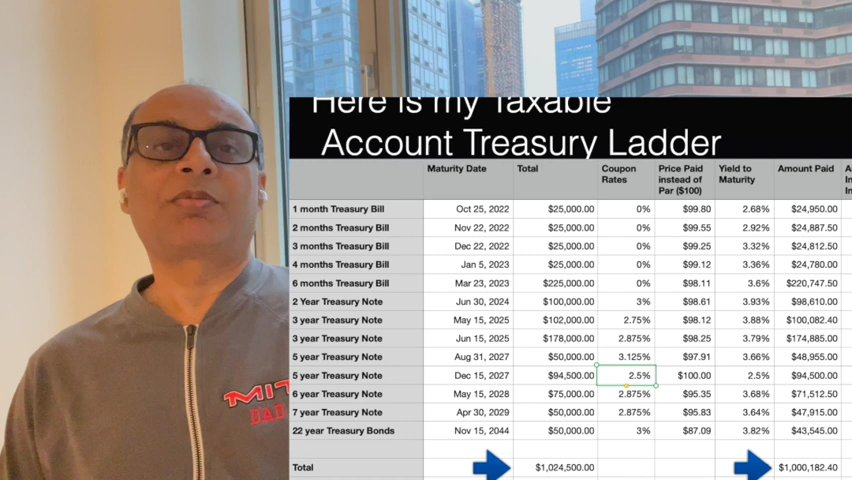 Here is my Taxable
Account Treasury Ladder
Maturity Date Total Coupon Rates Price Paid instead of Par ($100) Yield to Maturity Amount Paid
1 month Treasury Bill Oct 25, 2022 $25,000.00 0% $99.80 2.68% $24,950.00
2 months Treasury Bill Nov 22, 2022 $25,000.00 0% $99.55 2.92% $24,887.50
3 months Treasury Bill Dec 22, 2022 $25,000.00 0% $99.25 3.32% $24,812.50
4 months Treasury Bill Jan 5, 2023 $25,000.00 0% $99.12 3.36% $24,780.00
6 months Treasury Bill Mar 23, 2023 $225,000.00 0% $98.11 3.6% $220,747.50
2 Year Treasury Note Jun 30, 2024 $100,000.00 3% $98.61 3.93% $98,610.00
3 year Treasury Note May 15, 2025 $102,000.00 2.75% $98.12 3.88% $100,082.40
3 year Treasury Note Jun 15, 2025 $178,000.00 2.875% $98.25 3.79% $174,885.00
5 year Treasury Note Aug 31, 2027 $50,000.00 3.125% $97.91 3.66% $48,955.00
5 year Treasury Note Dec 15, 2027 $94,500.00 2.5% $100.00 2.5% $94,500.00
6 year Treasury Note May 15, 2028 $75,000.00 2.875% $95.35 3.68% $71,512.50
7 year Treasury Note Apr 30, 2029 $50,000.00 2.875% $95.83 3.64% $47,915.00
22 year Treasury Bonds Nov 15, 2044 $50,000.00 3% $87.09 3.82% $43,545.00
Total $1,024,500.00 $1,000,182.40
MIT
DAD